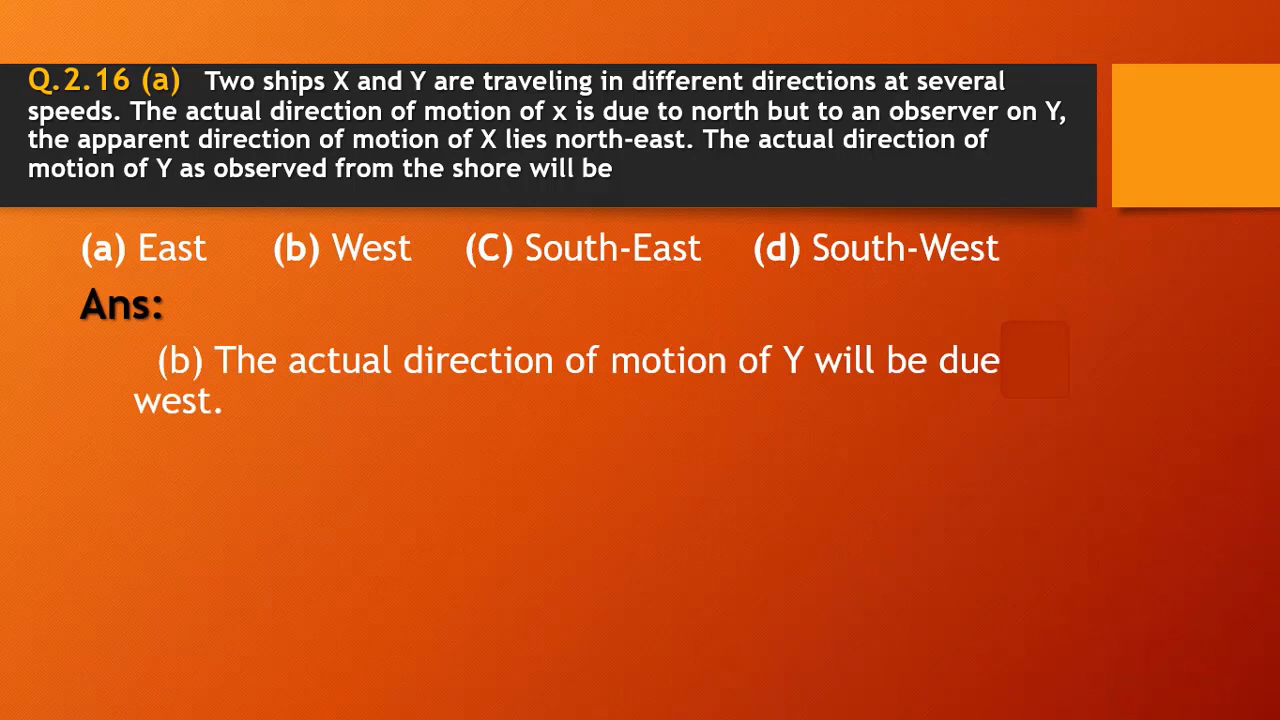 Q.2.16 (a) Two ships X and Y are traveling in different directions at several
speeds. The actual direction of motion of x is due to north but to an observer on Y,
the apparent direction of motion of X lies north-east. The actual direction of
motion of Y as observed from the shore will be
(a) East (b) West (C) South-East (d) South-West
Ans:
(b) The actual direction of motion of Y will be due
west.